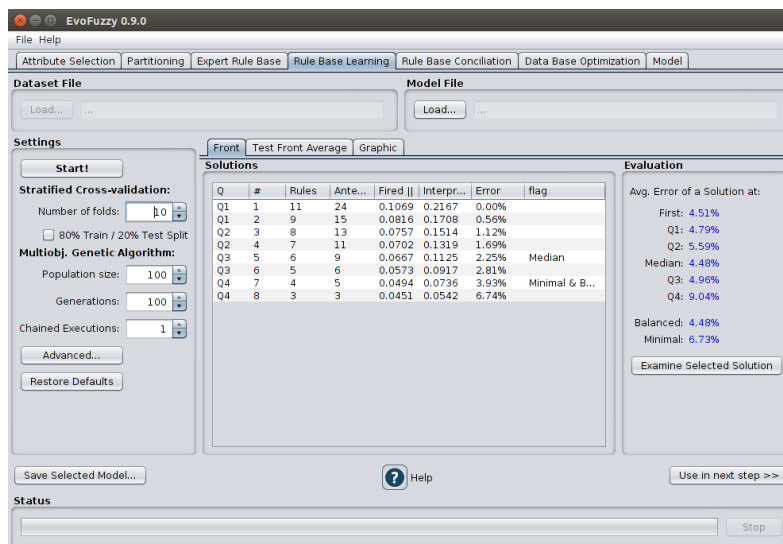 EvoFuzzy 0.9.0
File Help
Attribute Selection Partitioning Expert Rule Base Rule Base Learning Rule Base Conciliation Data Base Optimization Model
Dataset File Model File
Load... ... Load... ...
Settings Front Test Front Average Graphic
Start! Solutions Evaluation
Stratified Cross-validation: Q # Rules Ante... Fired || Interpr... Error flag Avg. Error of a Solution at:
Number of folds: 10 Q1 1 11 24 0.1069 0.2167 0.00% First: 4.51%
Q1 2 9 15 0.0816 0.1708 0.56% Q1: 4.79%
80% Train / 20% Test Split Q2 3 8 13 0.0757 0.1514 1.12% Q2: 5.59%
Multiobj. Genetic Algorithm: Q2 4 7 11 0.0702 0.1319 1.69% Median: 4.48%
Q3 5 6 9 0.0667 0.1125 2.25% Median
Population size: 100 Q3 6 5 6 0.0573 0.0917 2.81% Q3: 4.96%
Q4 7 4 5 0.0494 0.0736 3.93% Minimal & B... Q4: 9.04%
Generations: 100 Q4 8 3 3 0.0451 0.0542 6.74%
Chained Executions: 1 Balanced: 4.48%
Minimal: 6.73%
Advanced... Examine Selected Solution
Restore Defaults
Save Selected Model... ? Help Use in next step >>
Status
Stop